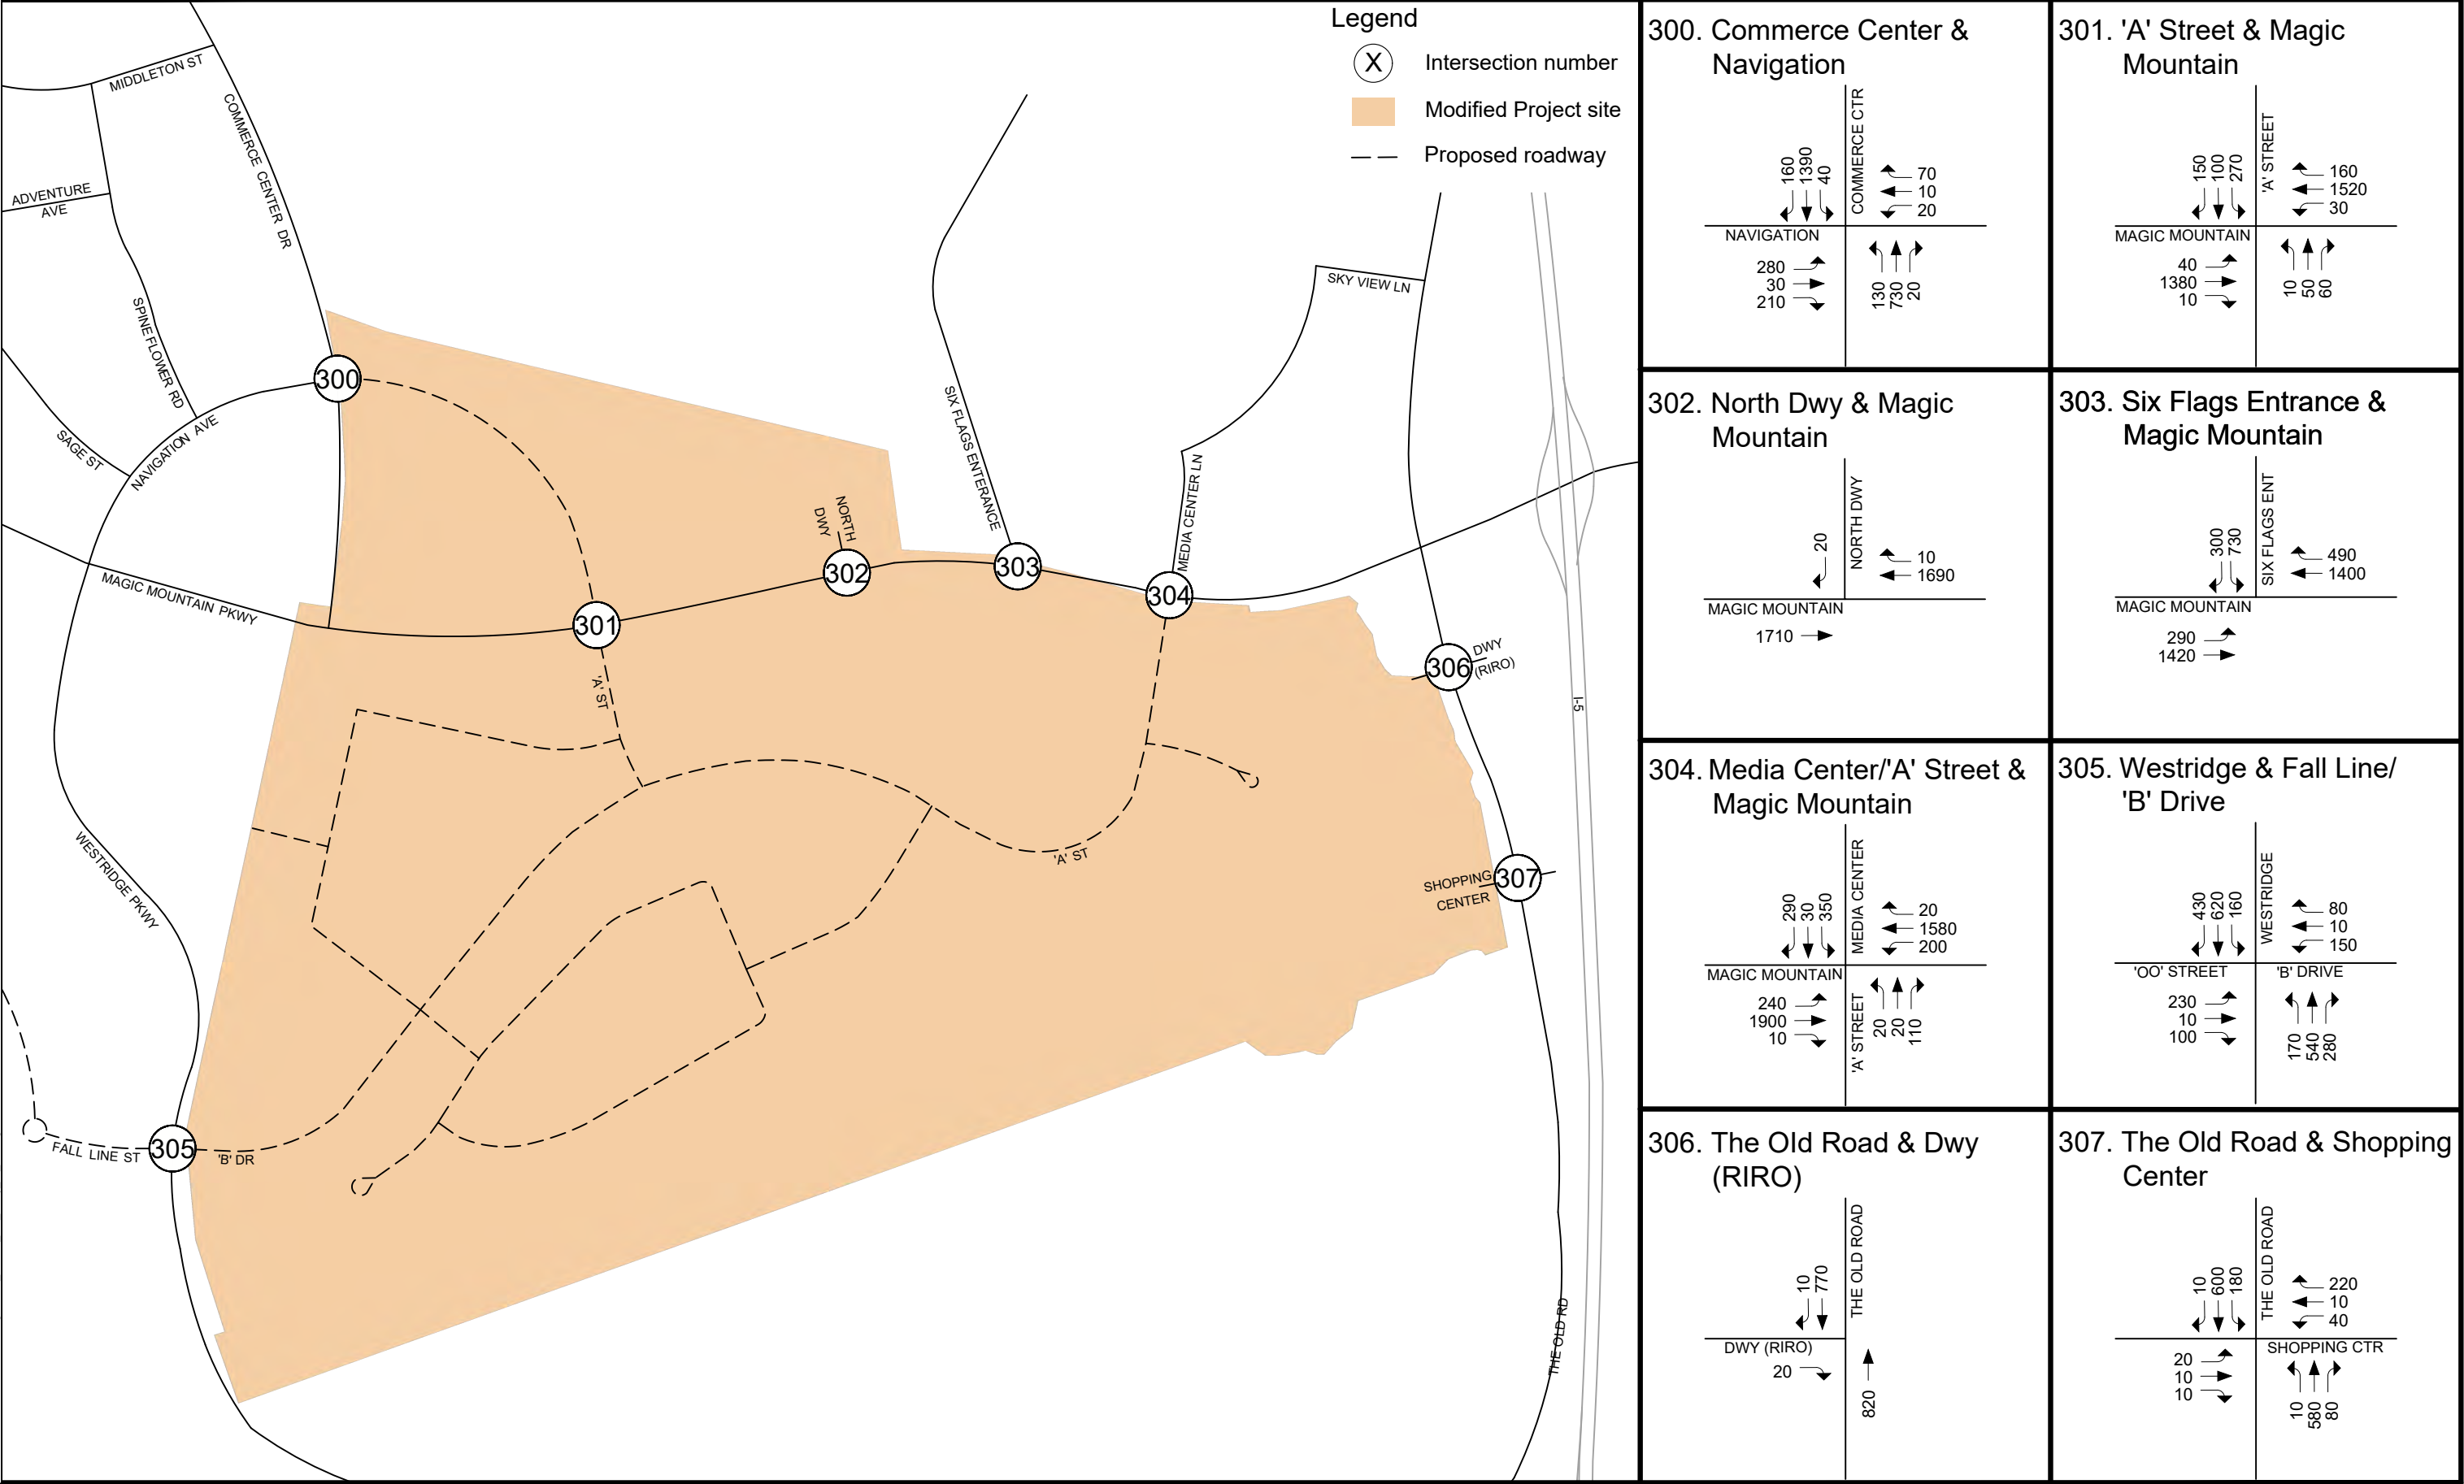 Legend
X Intersection number
Modified Project site
Proposed roadway
MIDDLETON ST
COMMERCE CENTER DR
ADVENTURE
AVE
SPINEFLOWER RD
SAGE ST
NAVIGATION AVE
MAGIC MOUNTAIN PKWY
WESTRIDGE PKWY
FALL LINE ST
'B' DR
'A' ST
'A' ST
NORTH
DWY
SIX FLAGS ENTERANCE
MEDIA CENTER LN
SKY VIEW LN
DWY
(RIRO)
I-5
SHOPPING
CENTER
THE OLD RD
300
301
302
303
304
305
306
307
300. Commerce Center &
Navigation
COMMERCE CTR
160 1390 40
70
10
20
NAVIGATION
280
30
210
130 730 20
301. 'A' Street & Magic
Mountain
'A' STREET
150 100 270
160
1520
30
MAGIC MOUNTAIN
40
1380
10
10 50 60
302. North Dwy & Magic
Mountain
NORTH DWY
20
10
1690
MAGIC MOUNTAIN
1710
303. Six Flags Entrance &
Magic Mountain
SIX FLAGS ENT
300 730
490
1400
MAGIC MOUNTAIN
290
1420
304. Media Center/'A' Street &
Magic Mountain
MEDIA CENTER
290 30 350
20
1580
200
MAGIC MOUNTAIN
240
1900
10
'A' STREET
20 20 110
305. Westridge & Fall Line/
'B' Drive
WESTRIDGE
430 620 160
80
10
150
'OO' STREET 'B' DRIVE
230
10
100
170 540 280
306. The Old Road & Dwy
(RIRO)
THE OLD ROAD
10 770
DWY (RIRO)
20
820
307. The Old Road & Shopping
Center
THE OLD ROAD
10 600 180
220
10
40
SHOPPING CTR
20
10
10
10 580 80